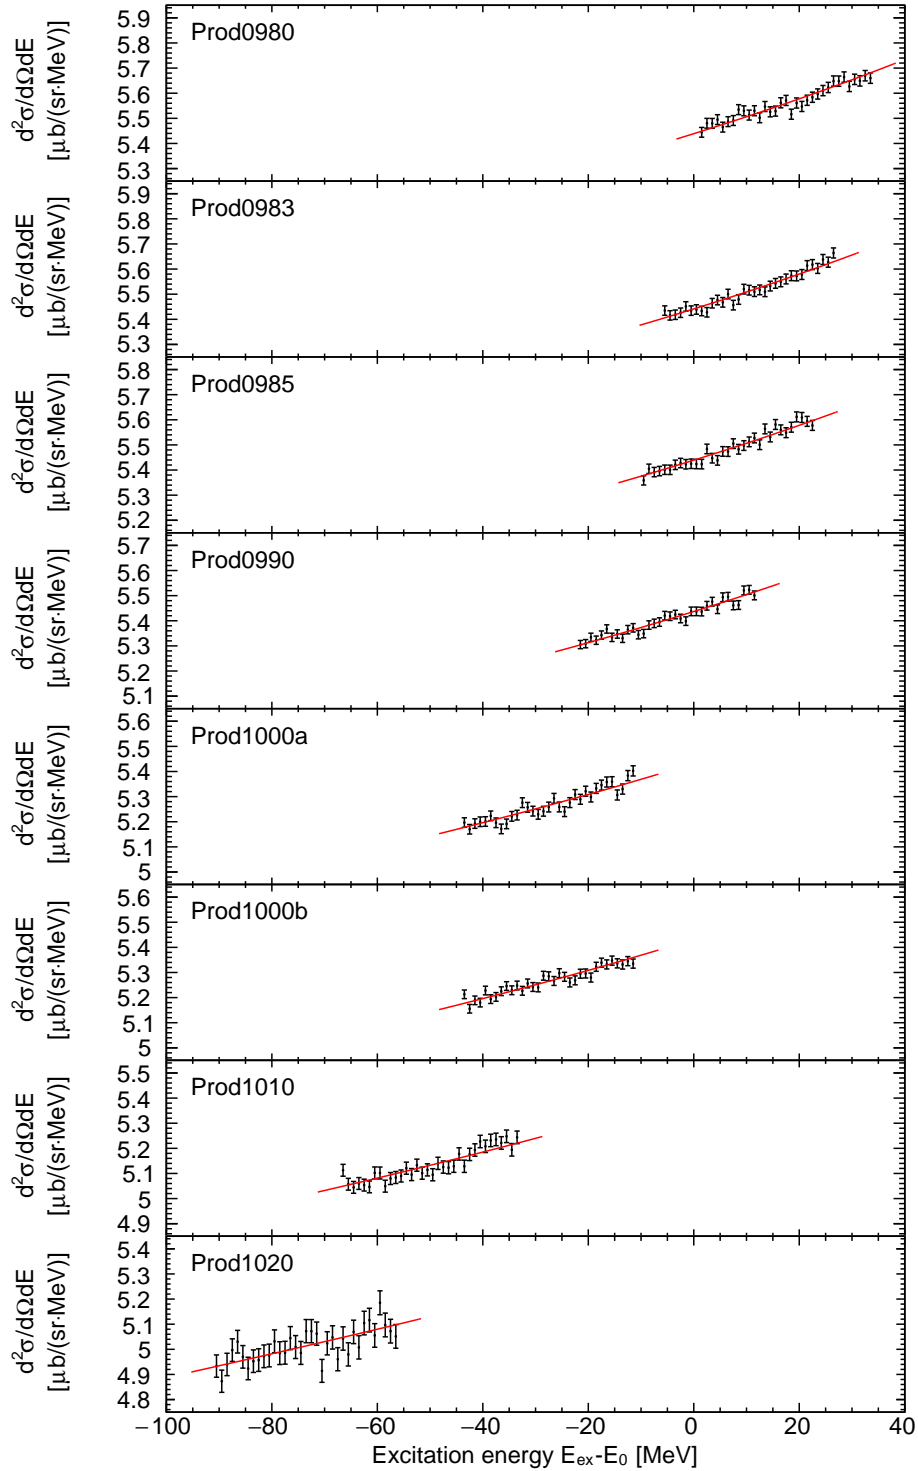 d²σ/dΩdE
[μb/(sr·MeV)]
5.9
5.8
5.7
5.6
5.5
5.4
5.3
Prod0980
d²σ/dΩdE
[μb/(sr·MeV)]
5.9
5.8
5.7
5.6
5.5
5.4
5.3
Prod0983
d²σ/dΩdE
[μb/(sr·MeV)]
5.8
5.7
5.6
5.5
5.4
5.3
5.2
Prod0985
d²σ/dΩdE
[μb/(sr·MeV)]
5.7
5.6
5.5
5.4
5.3
5.2
5.1
Prod0990
d²σ/dΩdE
[μb/(sr·MeV)]
5.6
5.5
5.4
5.3
5.2
5.1
5
Prod1000a
d²σ/dΩdE
[μb/(sr·MeV)]
5.6
5.5
5.4
5.3
5.2
5.1
5
Prod1000b
d²σ/dΩdE
[μb/(sr·MeV)]
5.5
5.4
5.3
5.2
5.1
5
4.9
Prod1010
d²σ/dΩdE
[μb/(sr·MeV)]
5.4
5.3
5.2
5.1
5
4.9
4.8
Prod1020
−100 −80 −60 −40 −20 0 20 40
Excitation energy E_ex-E_0 [MeV]